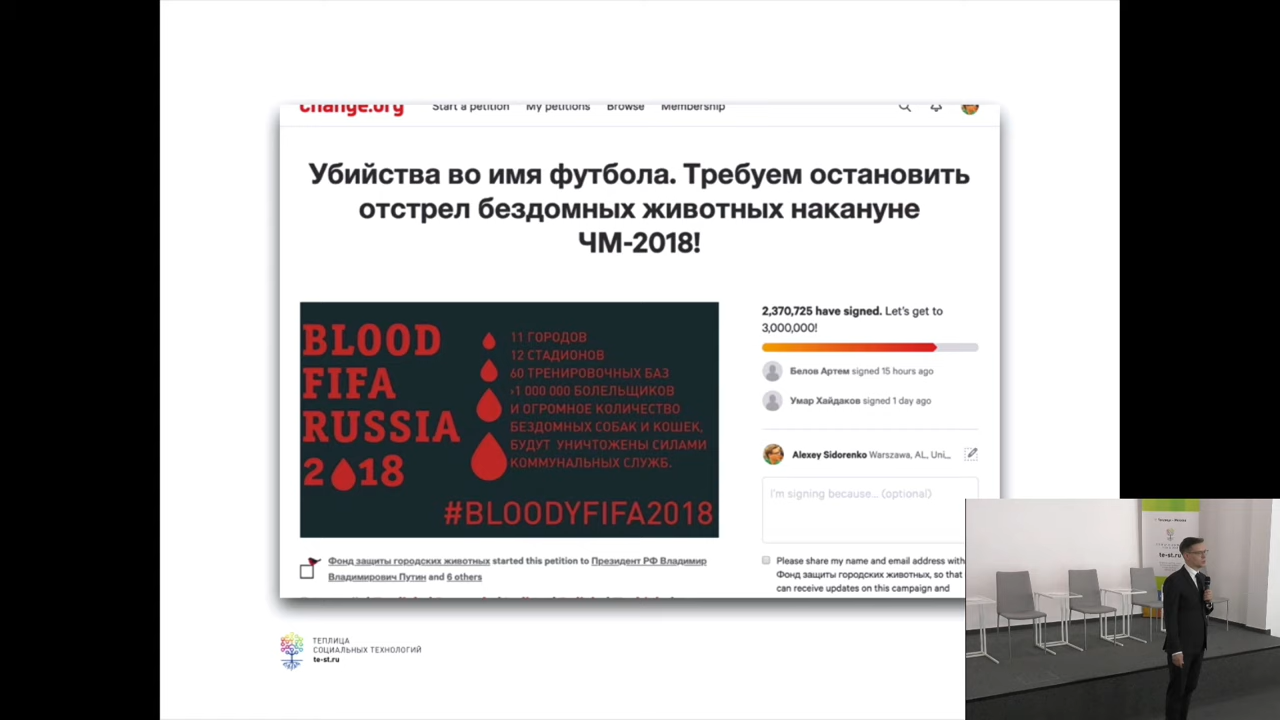 change.org
Start a petition My petitions Browse Membership
Убийства во имя футбола. Требуем остановить
отстрел бездомных животных накануне
ЧМ-2018!
BLOOD
FIFA
RUSSIA
2018
11 ГОРОДОВ
12 СТАДИОНОВ
60 ТРЕНИРОВОЧНЫХ БАЗ
>1 000 000 БОЛЕЛЬЩИКОВ
И ОГРОМНОЕ КОЛИЧЕСТВО
БЕЗДОМНЫХ СОБАК И КОШЕК,
БУДУТ УНИЧТОЖЕНЫ СИЛАМИ
КОММУНАЛЬНЫХ СЛУЖБ.
#BLOODYFIFA2018
Фонд защиты городских животных started this petition to Президент РФ Владимир
Владимирович Путин and 6 others
2,370,725 have signed. Let's get to
3,000,000!
Белов Артем signed 15 hours ago
Умар Хайдаков signed 1 day ago
Alexey Sidorenko Warszawa, AL, Uni...
I'm signing because... (optional)
Please share my name and email address with
Фонд защиты городских животных, so that
can receive updates on this campaign and
ТЕПЛИЦА
СОЦИАЛЬНЫХ ТЕХНОЛОГИЙ
te-st.ru
te-st.ru